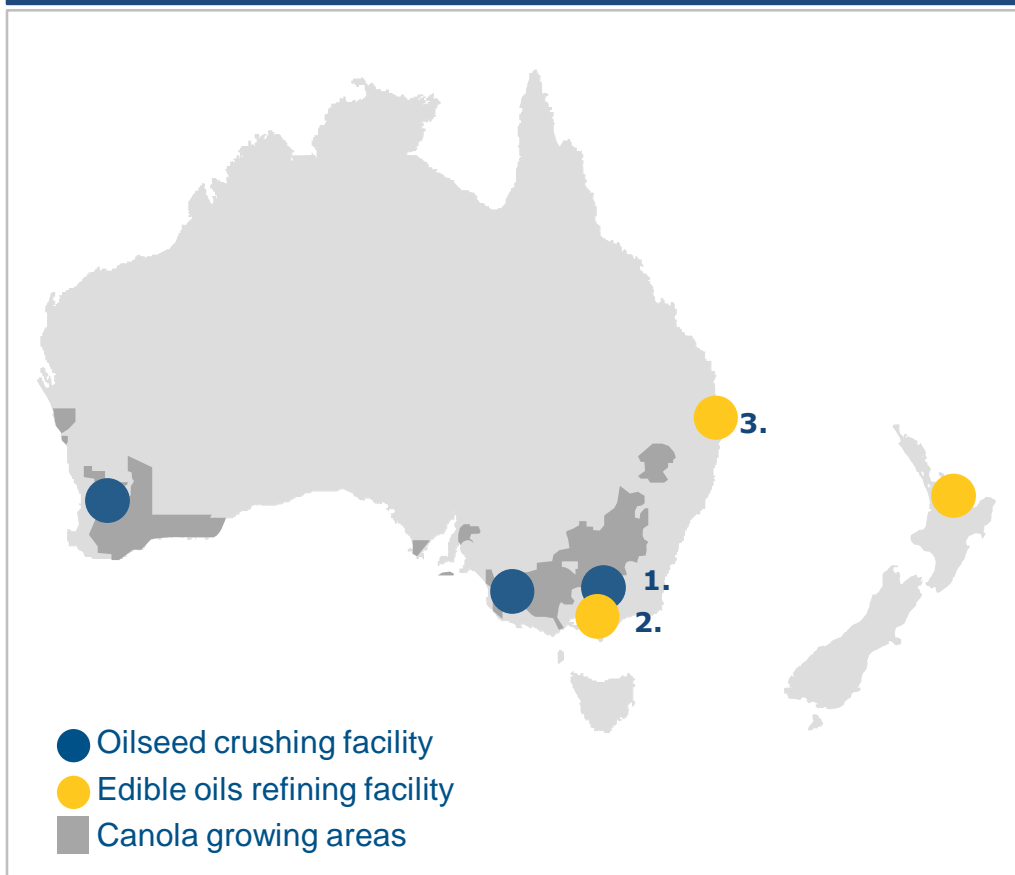 3.
1.
2.
Oilseed crushing facility
Edible oils refining facility
Canola growing areas